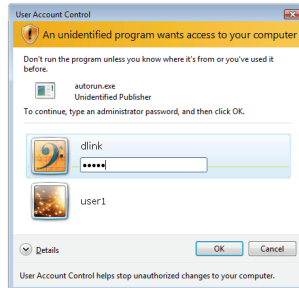 User Account Control
An unidentified program wants access to your computer
Don't run the program unless you know where it's from or you've used it
before.
autorun.exe
Unidentified Publisher
To continue, type an administrator password, and then click OK.
dlink
•••••
user1
Details
OK
Cancel
User Account Control helps stop unauthorized changes to your computer.